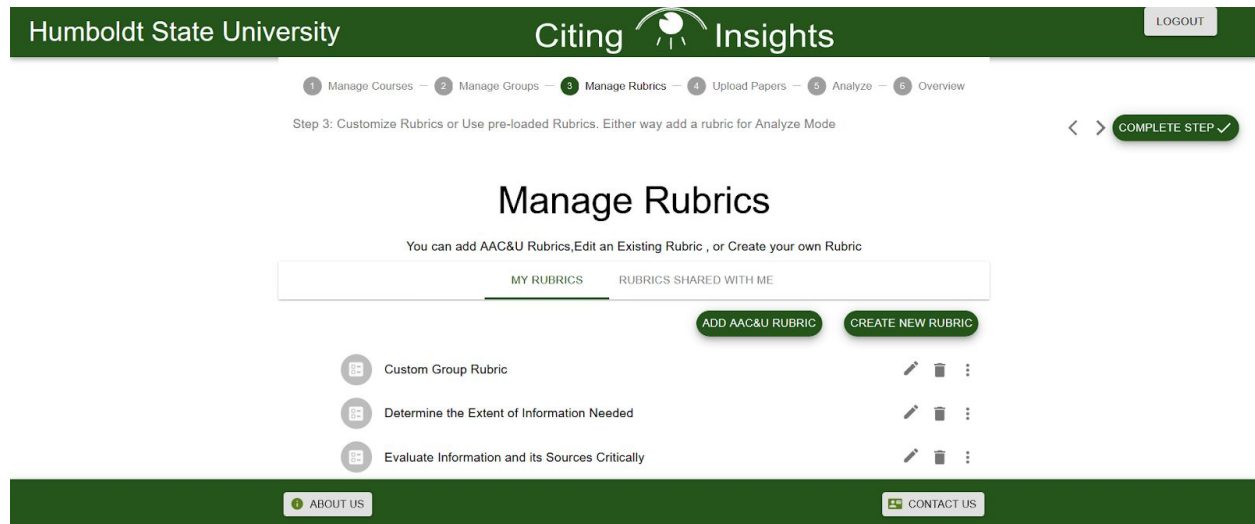 Humboldt State University
Citing Insights
LOGOUT
1 Manage Courses – 2 Manage Groups – 3 Manage Rubrics – 4 Upload Papers – 5 Analyze – 6 Overview
Step 3: Customize Rubrics or Use pre-loaded Rubrics. Either way add a rubric for Analyze Mode
COMPLETE STEP
Manage Rubrics
You can add AAC&U Rubrics,Edit an Existing Rubric , or Create your own Rubric
MY RUBRICS
RUBRICS SHARED WITH ME
ADD AAC&U RUBRIC
CREATE NEW RUBRIC
Custom Group Rubric
Determine the Extent of Information Needed
Evaluate Information and its Sources Critically
ABOUT US
CONTACT US